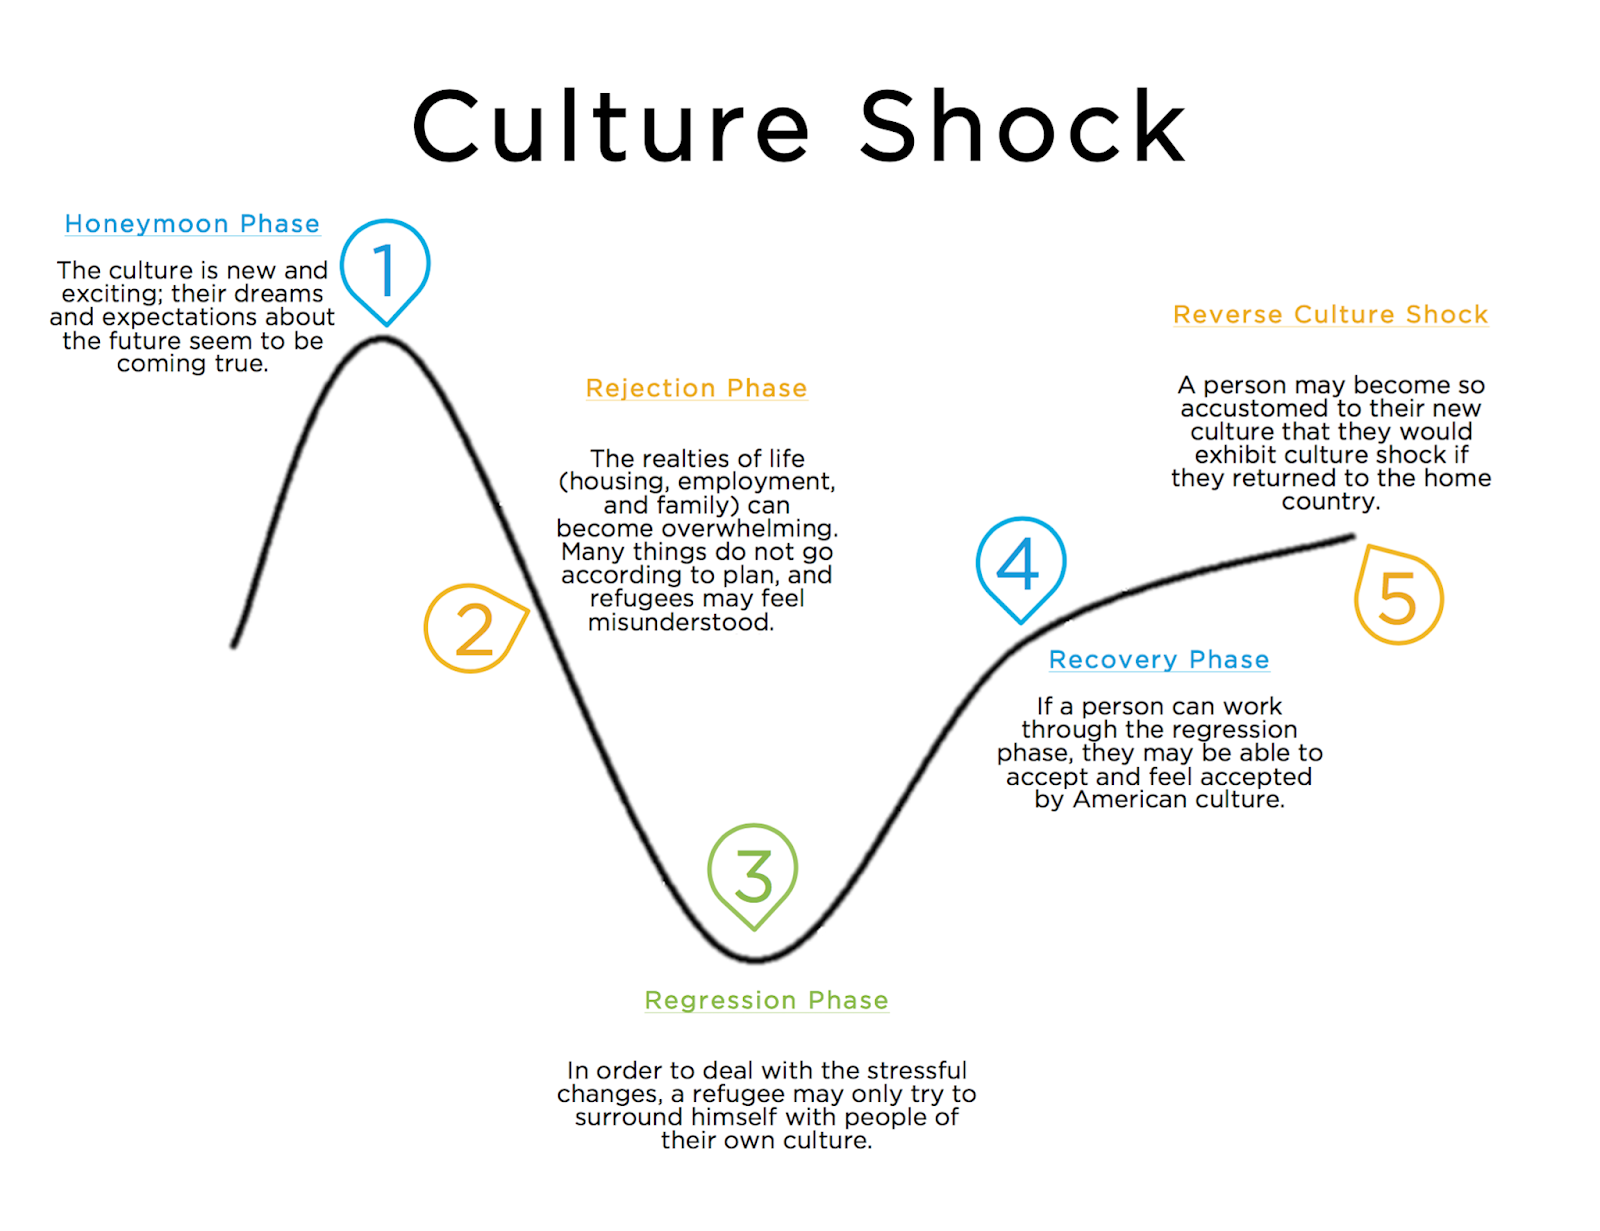 Culture Shock
Honeymoon Phase
The culture is new and
exciting; their dreams
and expectations about
the future seem to be
coming true.
1
Rejection Phase
The realties of life
(housing, employment,
and family) can
become overwhelming.
Many things do not go
according to plan, and
refugees may feel
misunderstood.
2
3
Regression Phase
In order to deal with the stressful
changes, a refugee may only try to
surround himself with people of
their own culture.
4
Recovery Phase
If a person can work
through the regression
phase, they may be able to
accept and feel accepted
by American culture.
Reverse Culture Shock
A person may become so
accustomed to their new
culture that they would
exhibit culture shock if
they returned to the home
country.
5